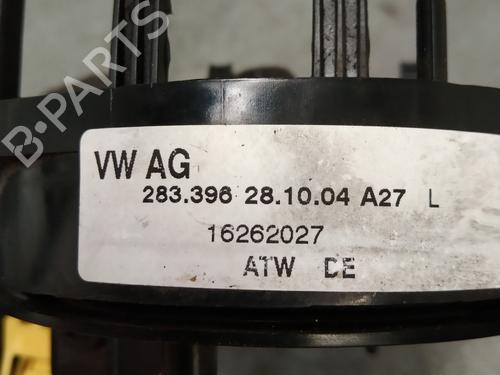 B-PARTS
VW AG
283.396 28.10.04 A27 L
16262027
ATW DE